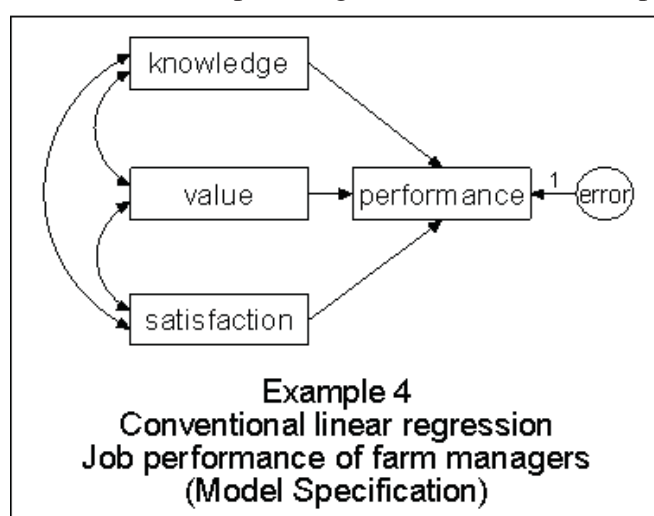 knowledge
value
performance
1
error
satisfaction
Example 4
Conventional linear regression
Job performance of farm managers
(Model Specification)